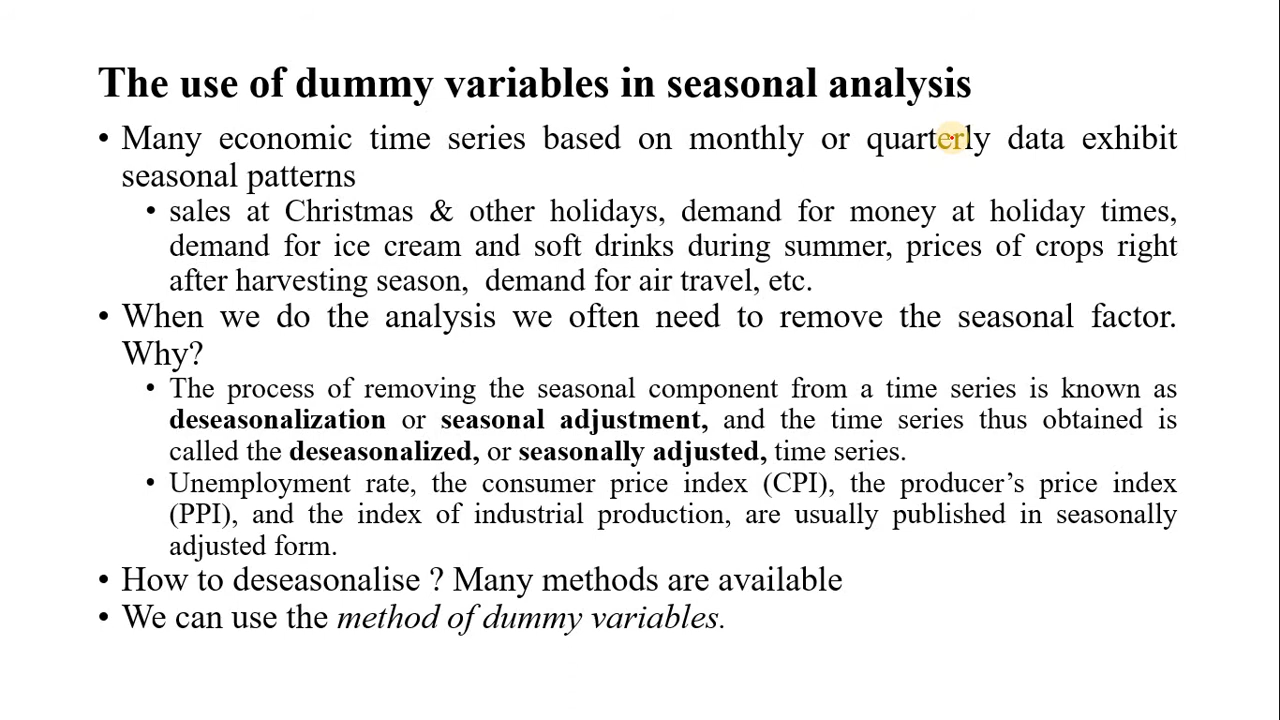 The use of dummy variables in seasonal analysis
• Many economic time series based on monthly or quarterly data exhibit
seasonal patterns
• sales at Christmas & other holidays, demand for money at holiday times,
demand for ice cream and soft drinks during summer, prices of crops right
after harvesting season, demand for air travel, etc.
• When we do the analysis we often need to remove the seasonal factor.
Why?
• The process of removing the seasonal component from a time series is known as
deseasonalization or seasonal adjustment, and the time series thus obtained is
called the deseasonalized, or seasonally adjusted, time series.
• Unemployment rate, the consumer price index (CPI), the producer’s price index
(PPI), and the index of industrial production, are usually published in seasonally
adjusted form.
• How to deseasonalise ? Many methods are available
• We can use the method of dummy variables.